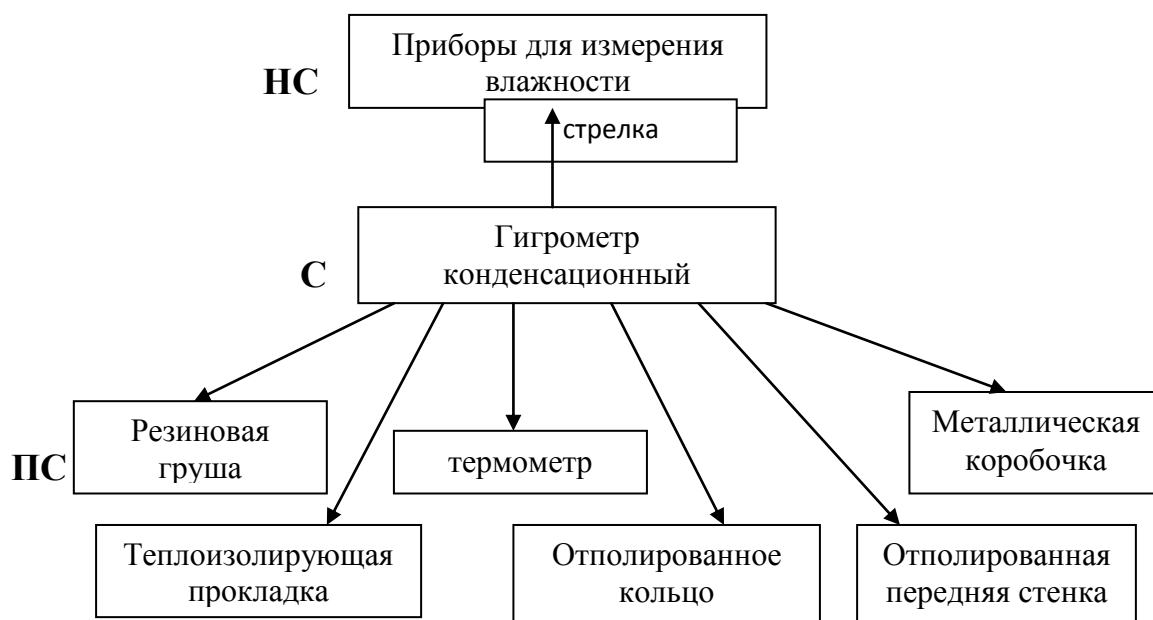 Приборы для измерения
влажности
НС
стрелка
Гигрометр
конденсационный
С
Резиновая
груша
термометр
Металлическая
коробочка
ПС
Теплоизолирующая
прокладка
Отполированное
кольцо
Отполированная
передняя стенка